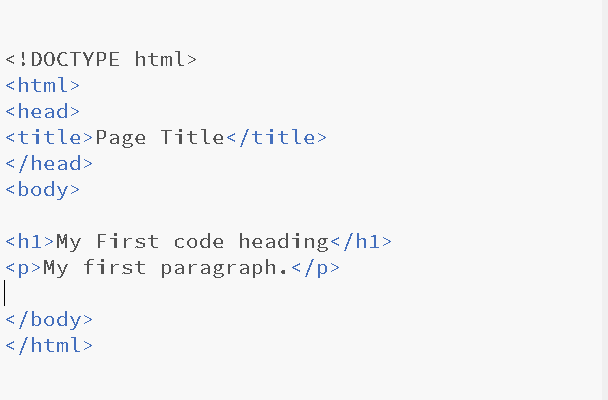 <!DOCTYPE html>
<html>
<head>
<title>Page Title</title>
</head>
<body>
<h1>My First code heading</h1>
<p>My first paragraph.</p>
</body>
</html>